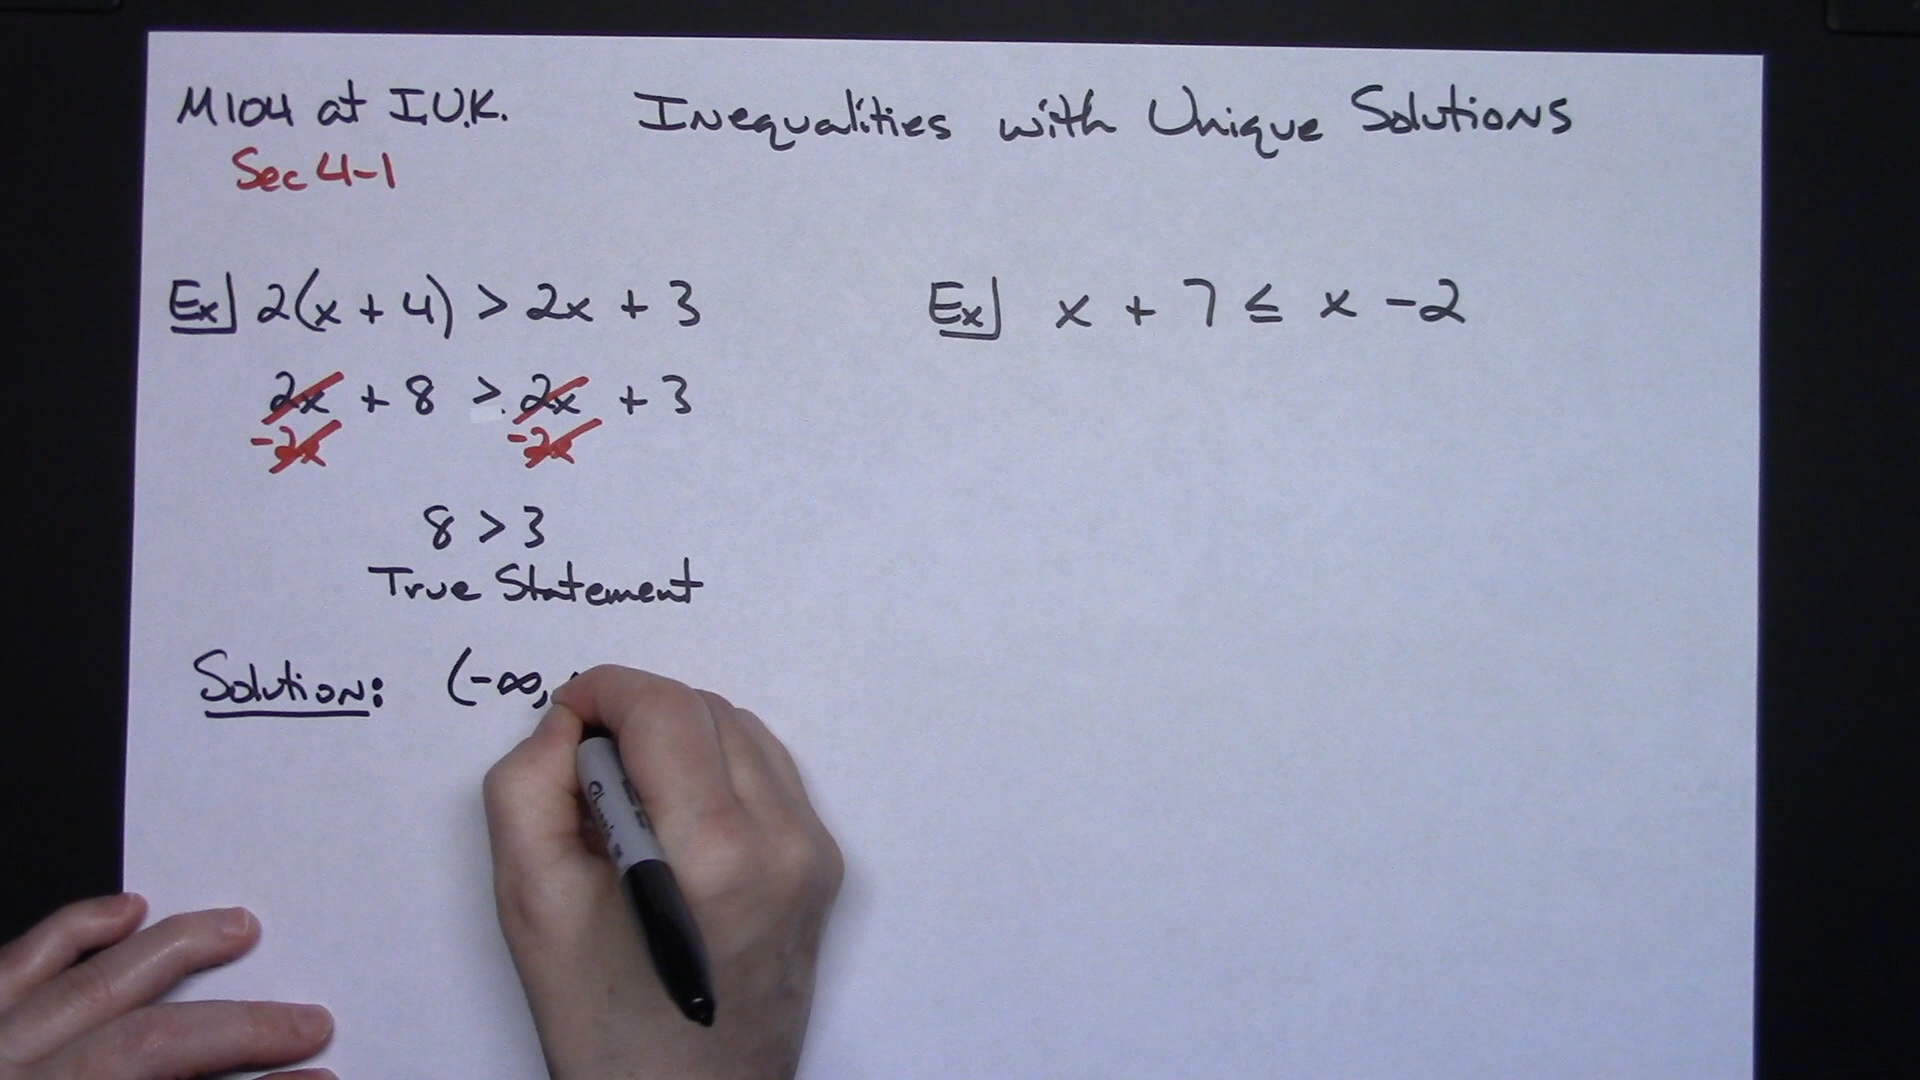 M104 at I.U.K.
Inequalities with Unique Solutions
Sec 4-1
Ex] 2(x + 4) > 2x + 3
2x + 8 > 2x + 3
-2x -2x
8 > 3
True Statement
Solution: (-∞,
Ex] x + 7 ≤ x - 2